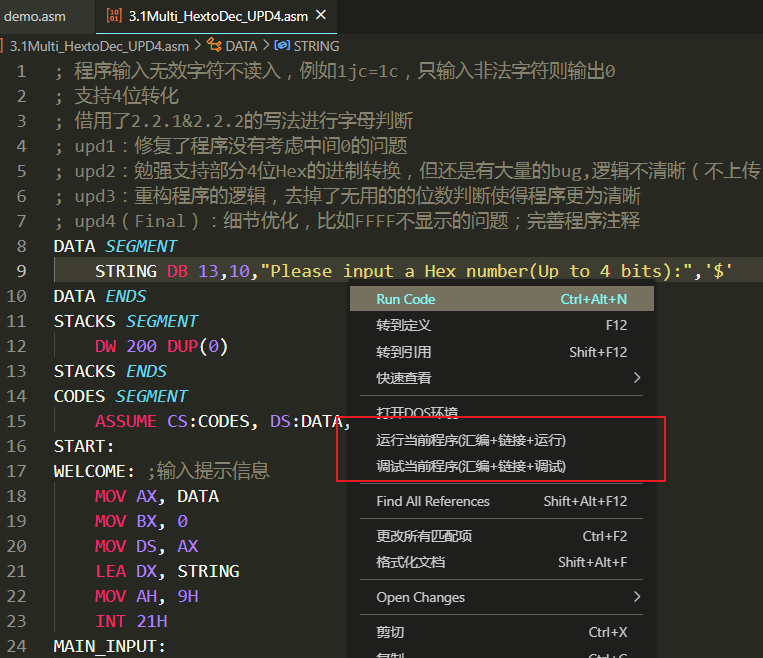 demo.asm
3.1Multi_HextoDec_UPD4.asm ×
3.1Multi_HextoDec_UPD4.asm > DATA > STRING
1 ; 程序输入无效字符不读入，例如1jc=1c，只输入非法字符则输出0
2 ; 支持4位转化
3 ; 借用了2.2.1&2.2.2的写法进行字母判断
4 ; upd1：修复了程序没有考虑中间0的问题
5 ; upd2：勉强支持部分4位Hex的进制转换，但还是有大量的bug,逻辑不清晰（不上传
6 ; upd3：重构程序的逻辑，去掉了无用的的位数判断使得程序更为清晰
7 ; upd4（Final）：细节优化，比如FFFF不显示的问题；完善程序注释
8 DATA SEGMENT
9 STRING DB 13,10,"Please input a Hex number(Up to 4 bits):",'$'
10 DATA ENDS
11 STACKS SEGMENT
12 DW 200 DUP(0)
13 STACKS ENDS
14 CODES SEGMENT
15 ASSUME CS:CODES, DS:DATA,
16 START:
17 WELCOME: ;输入提示信息
18 MOV AX, DATA
19 MOV BX, 0
20 MOV DS, AX
21 LEA DX, STRING
22 MOV AH, 9H
23 INT 21H
24 MAIN_INPUT:
Run Code Ctrl+Alt+N
转到定义 F12
转到引用 Shift+F12
快速查看 >
打开DOS环境
运行当前程序(汇编+链接+运行)
调试当前程序(汇编+链接+调试)
Find All References Shift+Alt+F12
更改所有匹配项 Ctrl+F2
格式化文档 Shift+Alt+F
Open Changes >
剪切 Ctrl+X